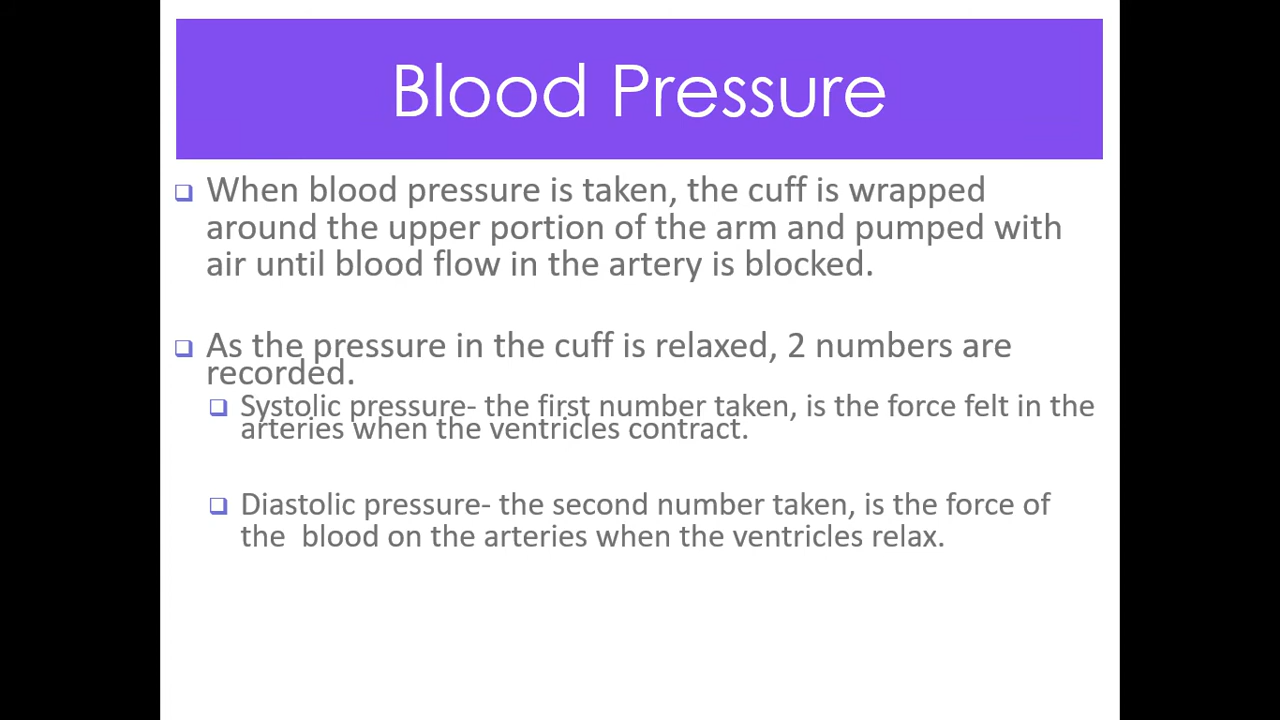 Blood Pressure
When blood pressure is taken, the cuff is wrapped
around the upper portion of the arm and pumped with
air until blood flow in the artery is blocked.
As the pressure in the cuff is relaxed, 2 numbers are
recorded.
Systolic pressure- the first number taken, is the force felt in the
arteries when the ventricles contract.
Diastolic pressure- the second number taken, is the force of
the  blood on the arteries when the ventricles relax.